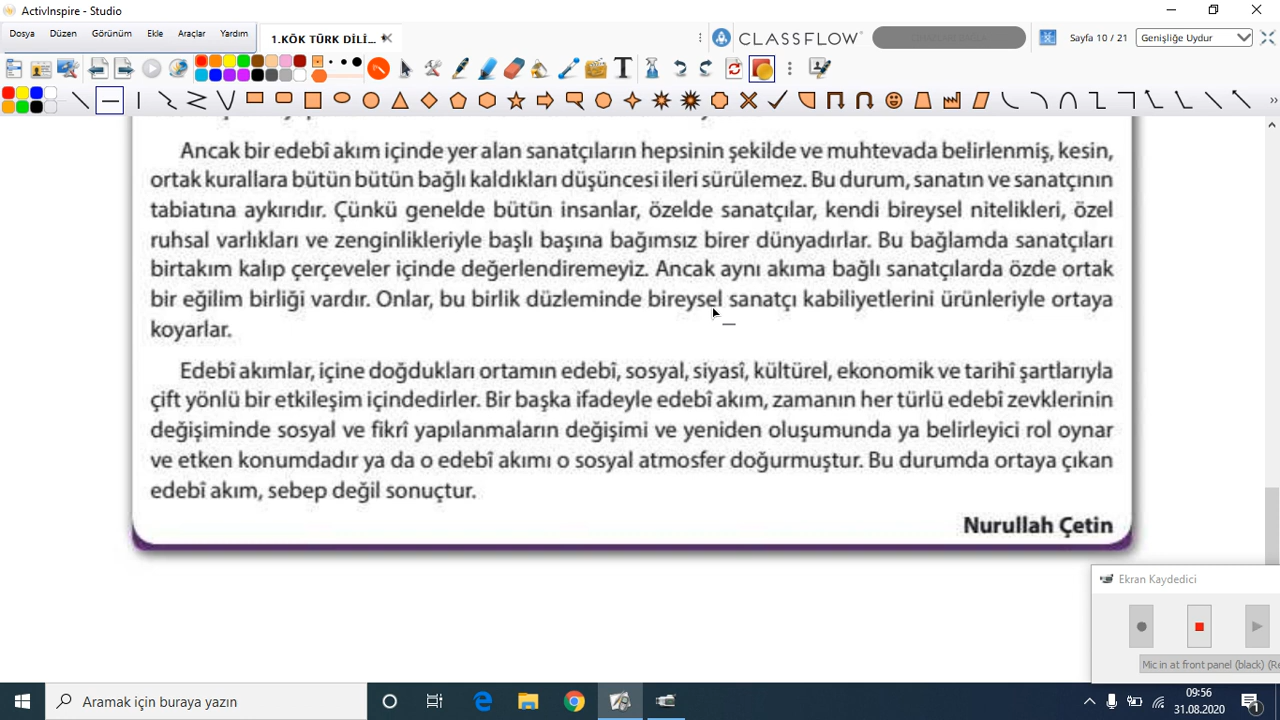 ActivInspire - Studio
Dosya Düzen Görünüm Ekle Araçlar Yardım
1.KÖK TÜRK DİLİ...
CLASSFLOW
Sayfa 10 / 21
Genişliğe Uydur
Ancak bir edebî akım içinde yer alan sanatçıların hepsinin şekilde ve muhtevada belirlenmiş, kesin,
ortak kurallara bütün bütün bağlı kaldıkları düşüncesi ileri sürülemez. Bu durum, sanatın ve sanatçının
tabiatına aykırıdır. Çünkü genelde bütün insanlar, özelde sanatçılar, kendi bireysel nitelikleri, özel
ruhsal varlıkları ve zenginlikleriyle başlı başına bağımsız birer dünyadırlar. Bu bağlamda sanatçıları
birtakım kalıp çerçeveler içinde değerlendiremeyiz. Ancak aynı akıma bağlı sanatçılarda özde ortak
bir eğilim birliği vardır. Onlar, bu birlik düzleminde bireysel sanatçı kabiliyetlerini ürünleriyle ortaya
koyarlar.
Edebî akımlar, içine doğdukları ortamın edebî, sosyal, siyasî, kültürel, ekonomik ve tarihî şartlarıyla
çift yönlü bir etkileşim içindedirler. Bir başka ifadeyle edebî akım, zamanın her türlü edebî zevklerinin
değişiminde sosyal ve fikrî yapılanmaların değişimi ve yeniden oluşumunda ya belirleyici rol oynar
ve etken konumdadır ya da o edebî akımı o sosyal atmosfer doğurmuştur. Bu durumda ortaya çıkan
edebî akım, sebep değil sonuçtur.
Nurullah Çetin
Ekran Kaydedici
Mic in at front panel (black) (Re
Aramak için buraya yazın
09:56
31.08.2020
1